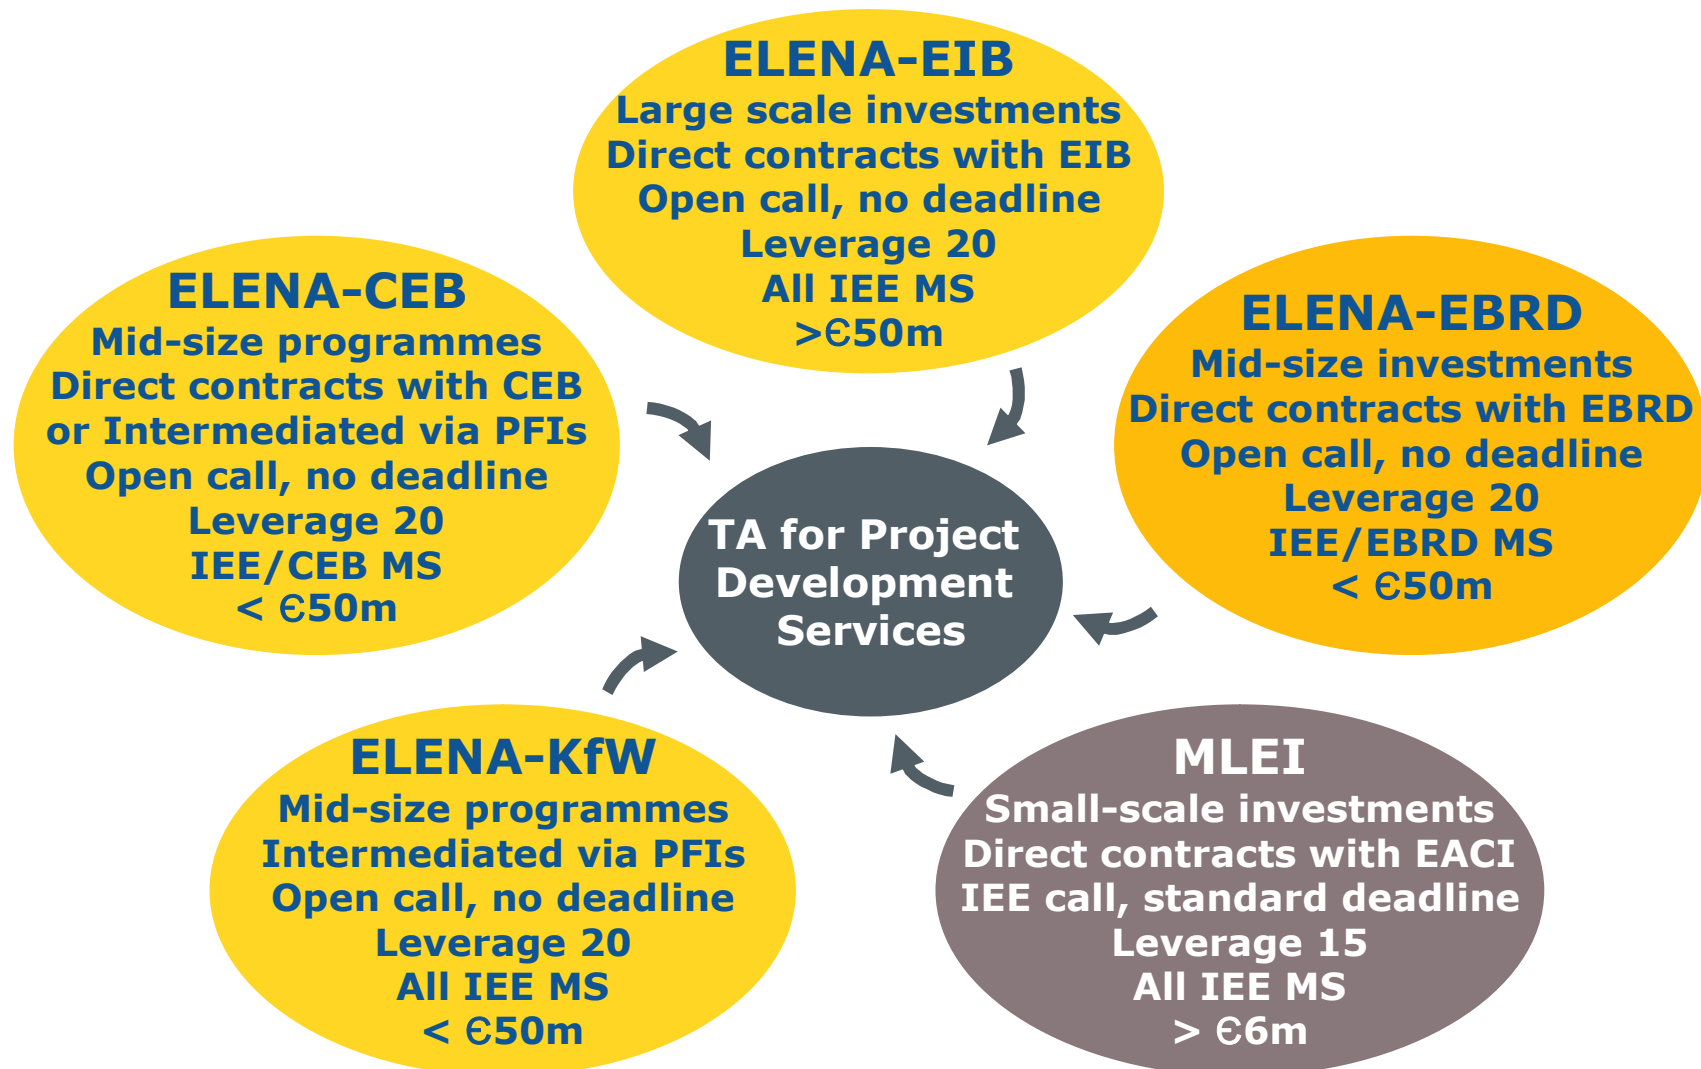 ELENA-EIB
Large scale investments
Direct contracts with EIB
Open call, no deadline
Leverage 20
All IEE MS
>€50m
ELENA-CEB
Mid-size programmes
Direct contracts with CEB
or Intermediated via PFIs
Open call, no deadline
Leverage 20
IEE/CEB MS
< €50m
ELENA-EBRD
Mid-size investments
Direct contracts with EBRD
Open call, no deadline
Leverage 20
IEE/EBRD MS
< €50m
TA for Project
Development
Services
ELENA-KfW
Mid-size programmes
Intermediated via PFIs
Open call, no deadline
Leverage 20
All IEE MS
< €50m
MLEI
Small-scale investments
Direct contracts with EACI
IEE call, standard deadline
Leverage 15
All IEE MS
> €6m